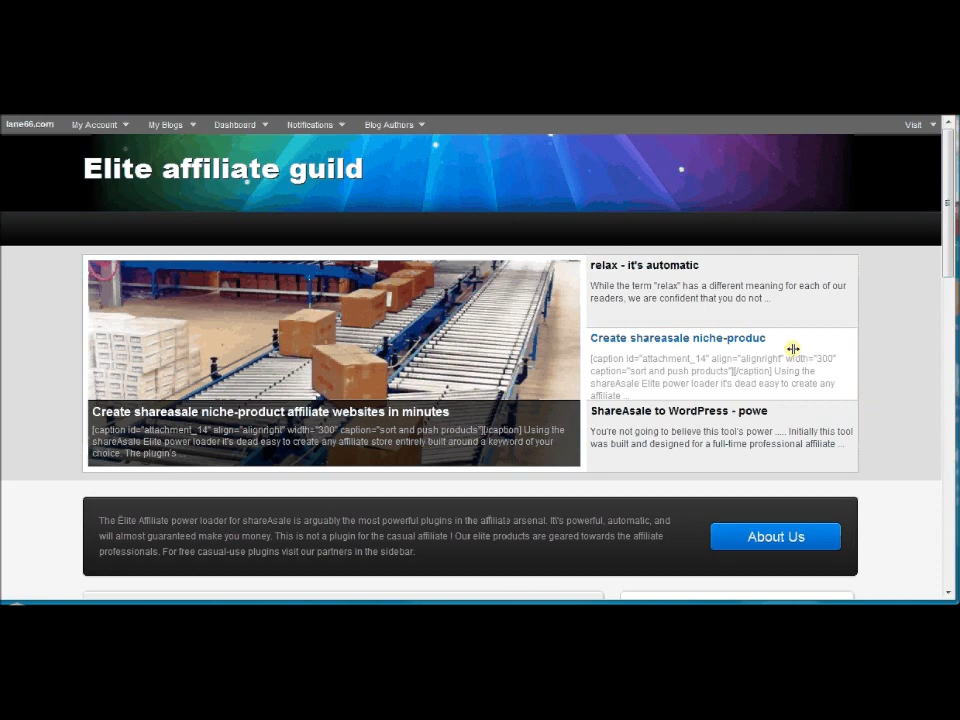 lane66.com My Account My Blogs Dashboard Notifications Blog Authors Visit
Elite affiliate guild
relax - it's automatic
While the term "relax" has a different meaning for each of our
readers, we are confident that you do not ...
Create shareasale niche-produc
[caption id="attachment_14" align="alignright" width="300"
caption="sort and push products"][/caption] Using the
shareAsale Elite power loader it's dead easy to create any
affiliate ...
ShareAsale to WordPress - powe
You're not going to believe this tool's power ..... Initially this tool
was built and designed for a full-time professional affiliate ...
Create shareasale niche-product affiliate websites in minutes
[caption id="attachment_14" align="alignright" width="300" caption="sort and push products"][/caption] Using the
shareAsale Elite power loader it's dead easy to create any affiliate store entirely built around a keyword of your
choice. The plugin's ...
The Elite Affiliate power loader for shareAsale is arguably the most powerful plugins in the affiliate arsenal. It\'s powerful, automatic, and
will almost guaranteed make you money. This is not a plugin for the casual affiliate ! Our elite products are geared towards the affiliate
professionals. For free casual-use plugins visit our partners in the sidebar.
About Us